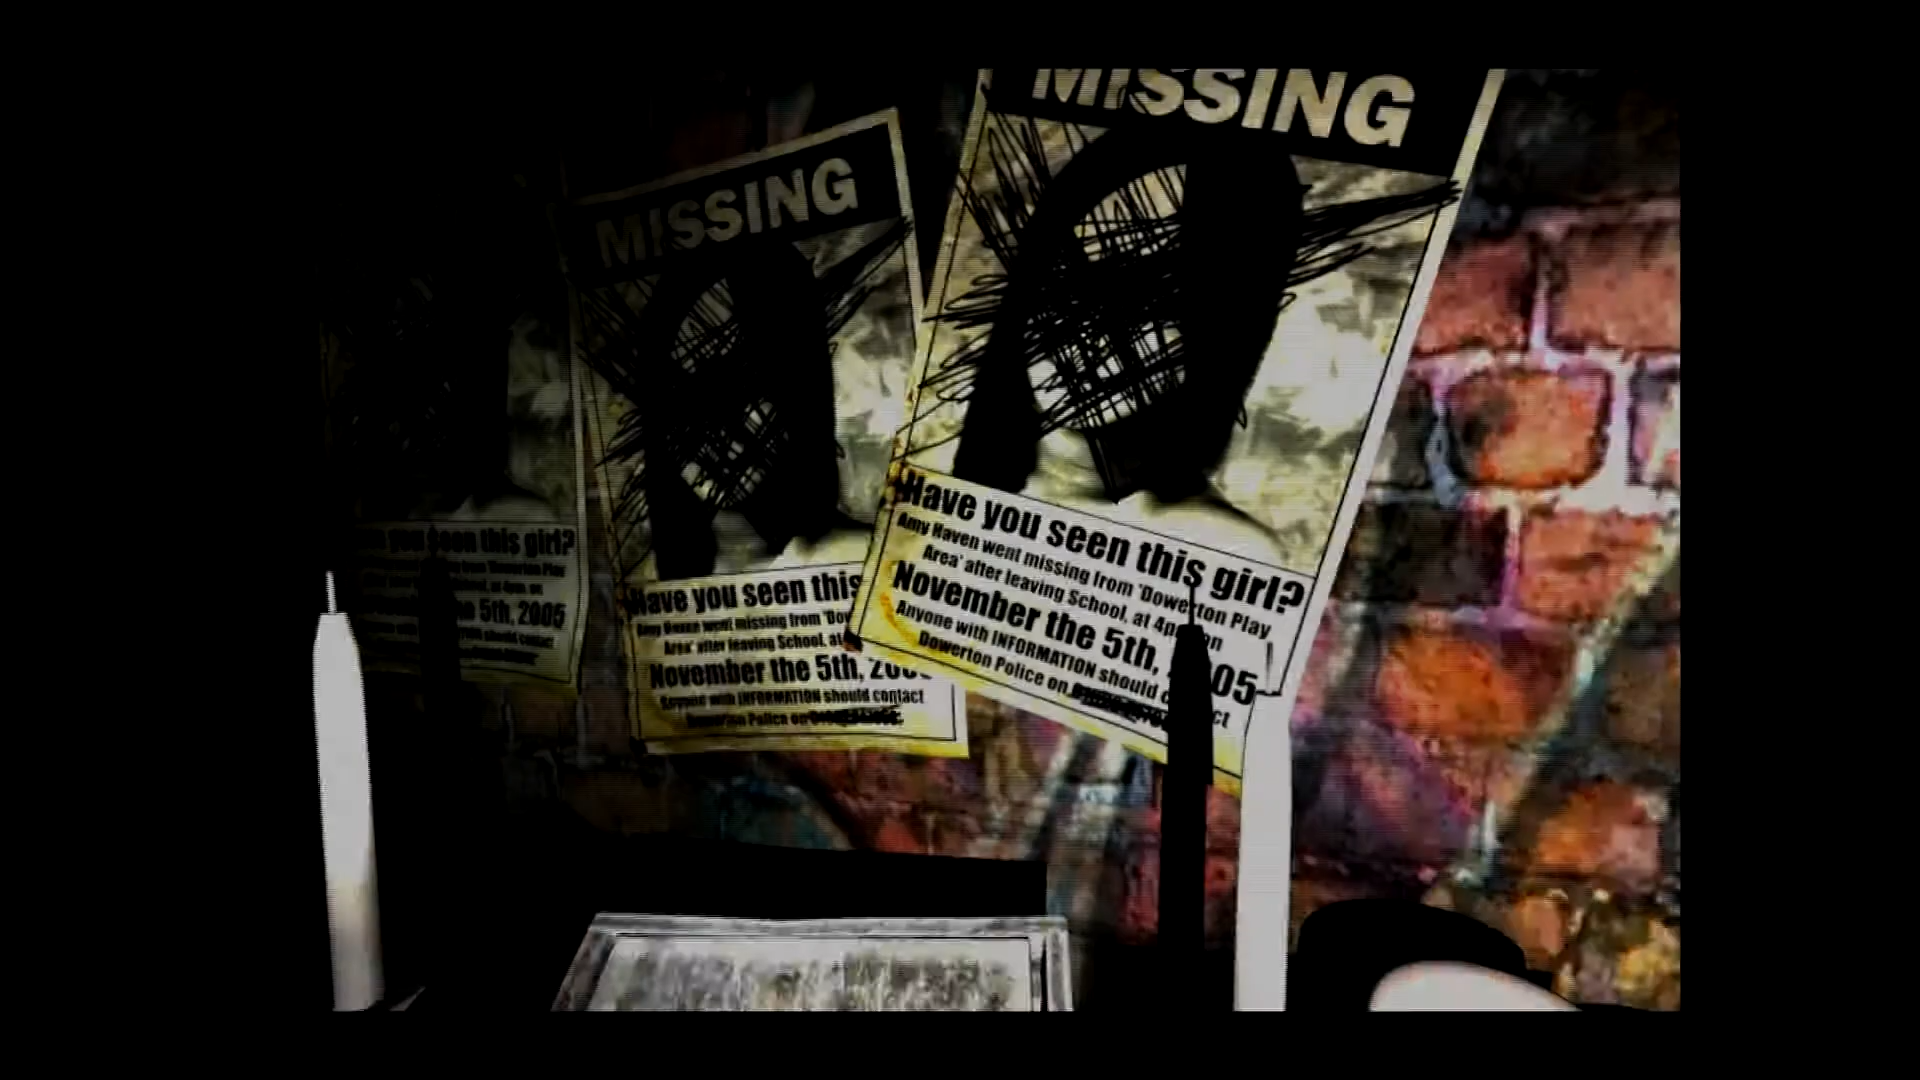 MISSING
Have you seen this girl?
Amy Haven went missing from 'Dowerton Play
Area' after leaving School, at 4pm on
November the 5th, 2005
Anyone with INFORMATION should contact
Dowerton Police on
MISSING
Have you seen this
Amy Haven went missing from 'Dow
Area' after leaving School, at
November the 5th, 200
Anyone with INFORMATION should contact
Dowerton Police on
you seen this girl?
the 5th, 2005